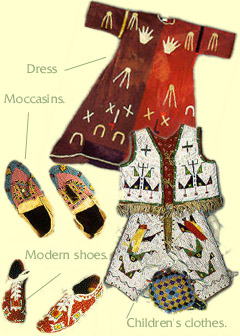 Dress
Moccasins.
Modern shoes.
Children's clothes.